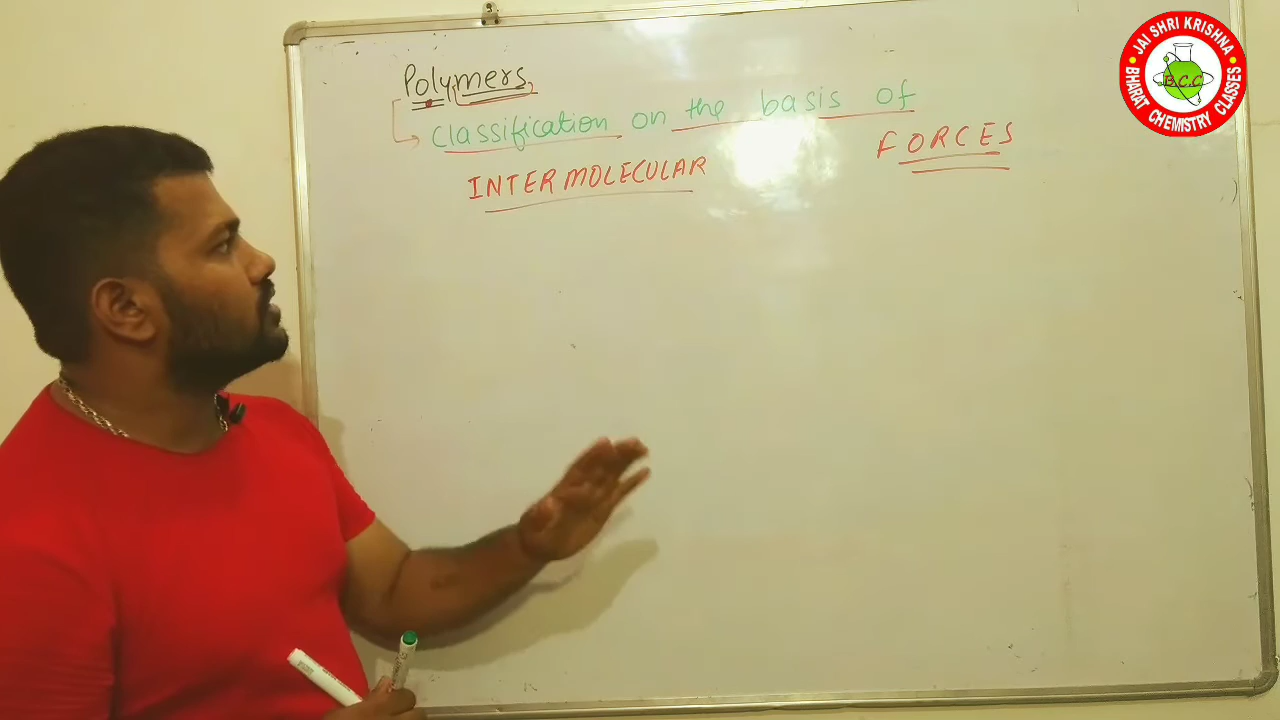 Polymers
classification on the basis of
INTERMOLECULAR FORCES
JAI SHRI KRISHNA
B.C.C
BHARAT CHEMISTRY CLASSES